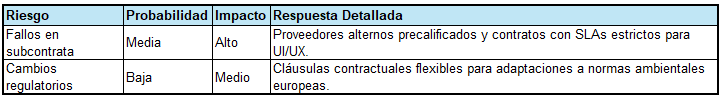 Riesgo Probabilidad Impacto Respuesta Detallada
Fallos en subcontrata Media Alto Proveedores alternos precalificados y contratos con SLAs estrictos para UI/UX.
Cambios regulatorios Baja Medio Cláusulas contractuales flexibles para adaptaciones a normas ambientales europeas.